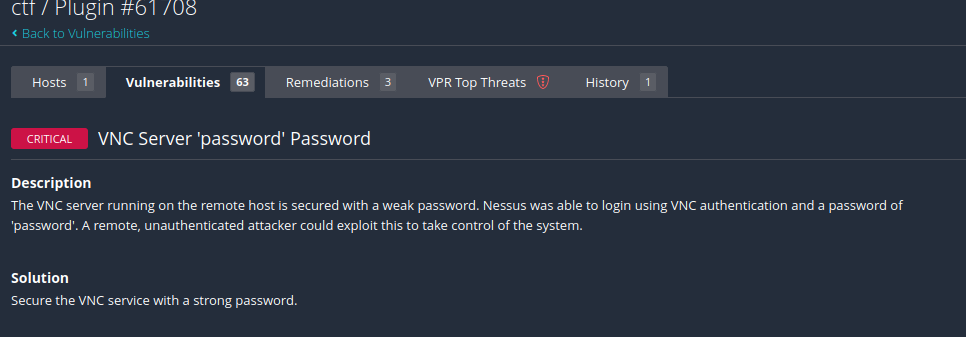 ctf / Plugin #61708
Back to Vulnerabilities
Hosts 1 Vulnerabilities 63 Remediations 3 VPR Top Threats History 1
CRITICAL VNC Server 'password' Password
Description
The VNC server running on the remote host is secured with a weak password. Nessus was able to login using VNC authentication and a password of
'password'. A remote, unauthenticated attacker could exploit this to take control of the system.
Solution
Secure the VNC service with a strong password.